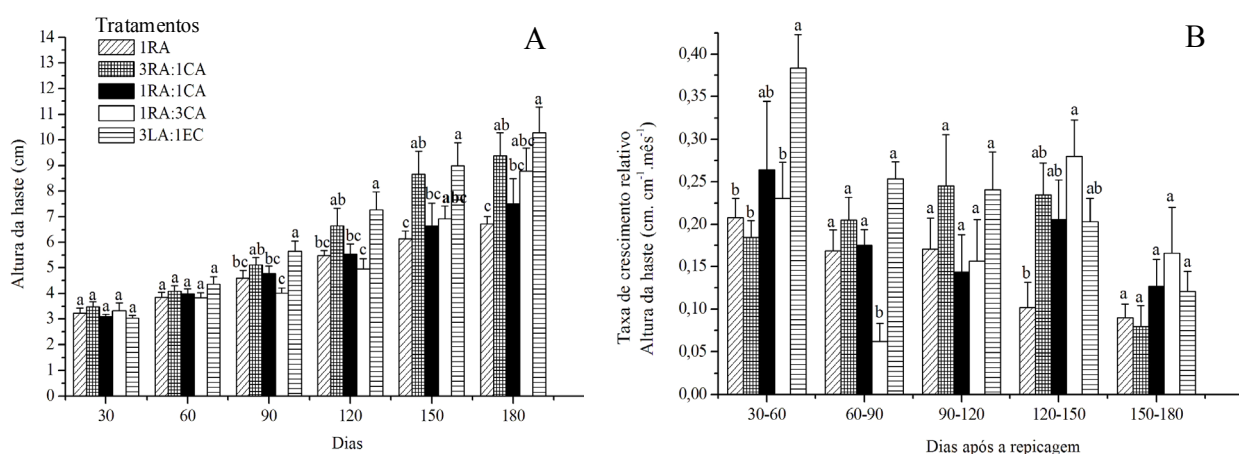 Tratamentos
1RA
3RA:1CA
1RA:1CA
1RA:3CA
3LA:1EC
A
Altura da haste (cm)
14
13
12
11
10
9
8
7
6
5
4
3
2
1
0
a a a a a
a a a a a
bc ab bc c a
bc ab bc c a
c ab bc abc a
c ab bc abc a
30 60 90 120 150 180
Dias
B
Taxa de crescimento relativo
Altura da haste (cm. cm⁻¹.mês⁻¹)
0,40
0,35
0,30
0,25
0,20
0,15
0,10
0,05
0,00
b b ab b a
a a a b a
a a a a a
b ab ab a ab
a a a a a
30-60 60-90 90-120 120-150 150-180
Dias após a repicagem